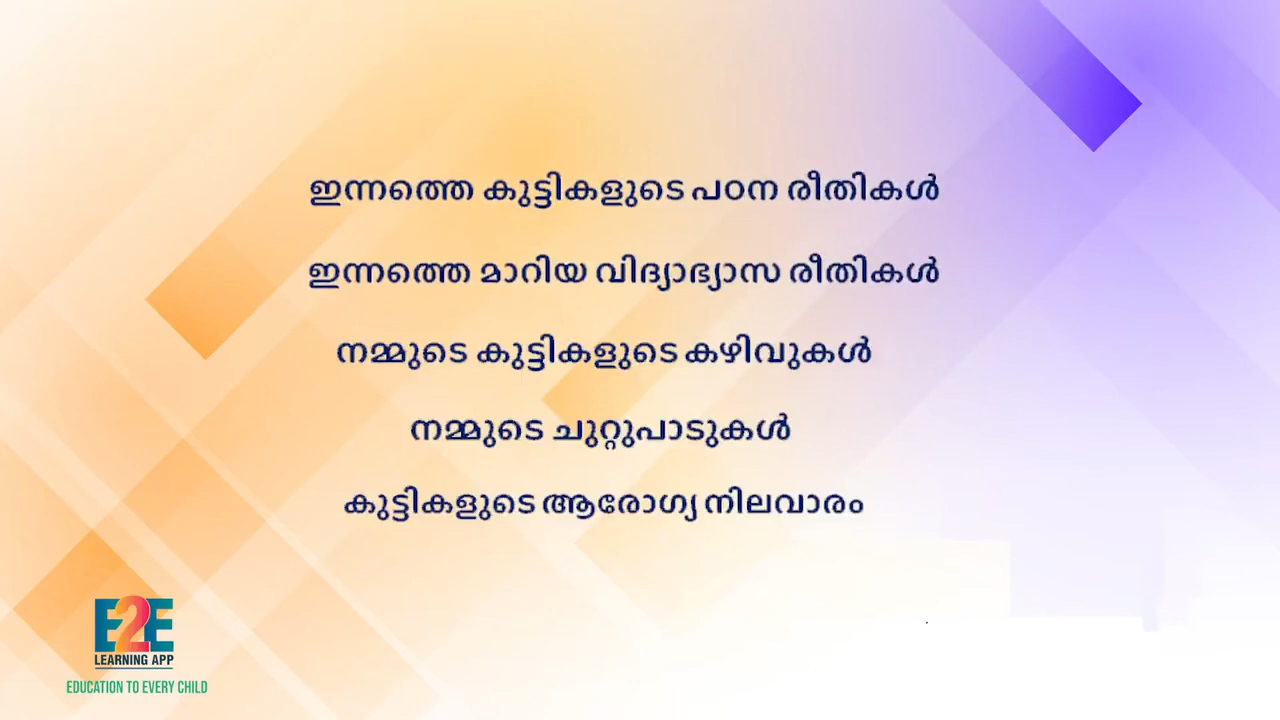 ഇന്നത്തെ കുട്ടികളുടെ പഠന രീതികൾ
ഇന്നത്തെ മാറിയ വിദ്യാഭ്യാസ രീതികൾ
നമ്മുടെ കുട്ടികളുടെ കഴിവുകൾ
നമ്മുടെ ചുറ്റുപാടുകൾ
കുട്ടികളുടെ ആരോഗ്യ നിലവാരം
E2E
LEARNING APP
EDUCATION TO EVERY CHILD